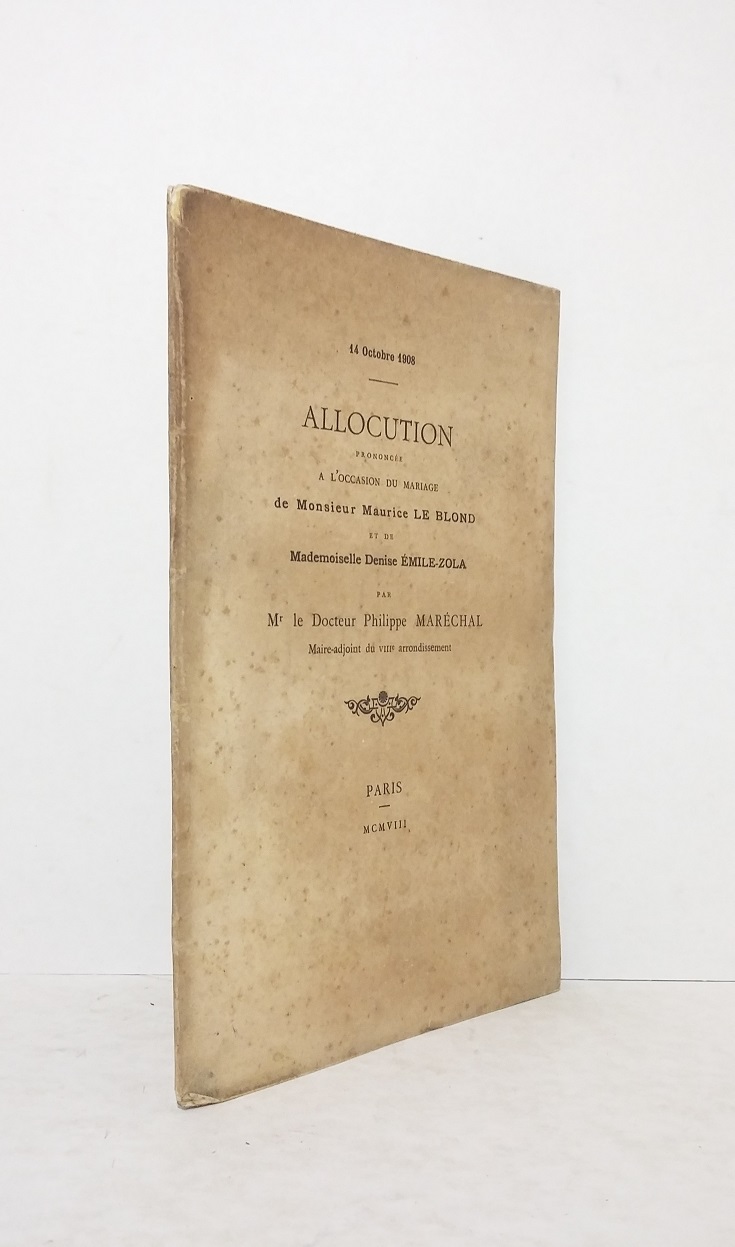 14 Octobre 1908
ALLOCUTION
PRONONCÉE
A L'OCCASION DU MARIAGE
de Monsieur Maurice LE BLOND
ET DE
Mademoiselle Denise ÉMILE-ZOLA
PAR
Mr le Docteur Philippe MARÉCHAL
Maire-adjoint du VIIIe arrondissement
PARIS
MCMVIII